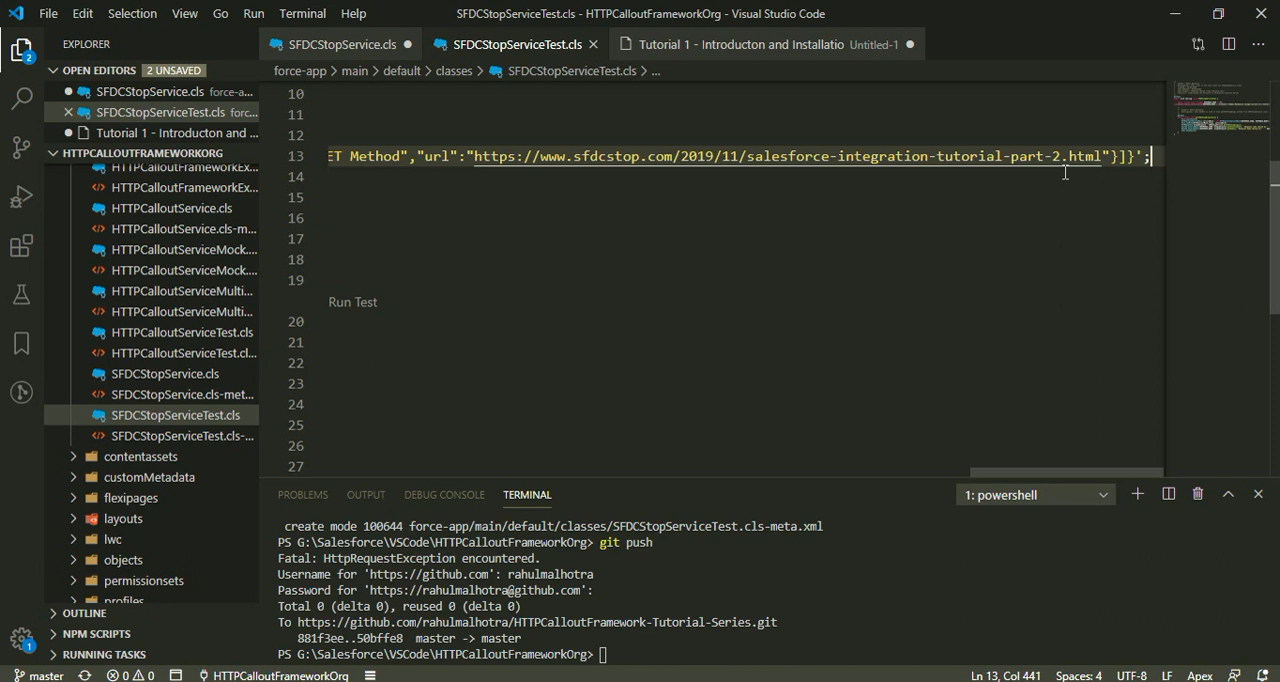 File Edit Selection View Go Run Terminal Help SFDCStopServiceTest.cls - HTTPCalloutFrameworkOrg - Visual Studio Code
EXPLORER
SFDCStopService.cls SFDCStopServiceTest.cls Tutorial 1 - Introducton and Installatio Untitled-1
OPEN EDITORS 2 UNSAVED
force-app > main > default > classes > SFDCStopServiceTest.cls > ...
SFDCStopService.cls force-a...
SFDCStopServiceTest.cls forc...
Tutorial 1 - Introducton and ...
HTTPCALLOUTFRAMEWORKORG
HTTPCalloutFrameworkEx...
HTTPCalloutFrameworkEx...
HTTPCalloutService.cls
HTTPCalloutService.cls-m...
HTTPCalloutServiceMock....
HTTPCalloutServiceMock....
HTTPCalloutServiceMulti...
HTTPCalloutServiceMulti...
HTTPCalloutServiceTest.cls
HTTPCalloutServiceTest.cl...
SFDCStopService.cls
SFDCStopService.cls-met...
SFDCStopServiceTest.cls
SFDCStopServiceTest.cls-...
contentassets
customMetadata
flexipages
layouts
lwc
objects
permissionsets
profiles
OUTLINE
NPM SCRIPTS
RUNNING TASKS
10
11
12
13 ET Method","url":"https://www.sfdcstop.com/2019/11/salesforce-integration-tutorial-part-2.html"}]}';
14
15
16
17
18
19
Run Test
20
21
22
23
24
25
26
27
PROBLEMS OUTPUT DEBUG CONSOLE TERMINAL 1: powershell
create mode 100644 force-app/main/default/classes/SFDCStopServiceTest.cls-meta.xml
PS G:\Salesforce\VSCode\HTTPCalloutFrameworkOrg> git push
Fatal: HttpRequestException encountered.
Username for 'https://github.com': rahulmalhotra
Password for 'https://rahulmalhotra@github.com':
Total 0 (delta 0), reused 0 (delta 0)
To https://github.com/rahulmalhotra/HTTPCalloutFramework-Tutorial-Series.git
881f3ee..50bffe8 master -> master
PS G:\Salesforce\VSCode\HTTPCalloutFrameworkOrg>
master 0 0 HTTPCalloutFrameworkOrg Ln 13, Col 441 Spaces: 4 UTF-8 LF Apex